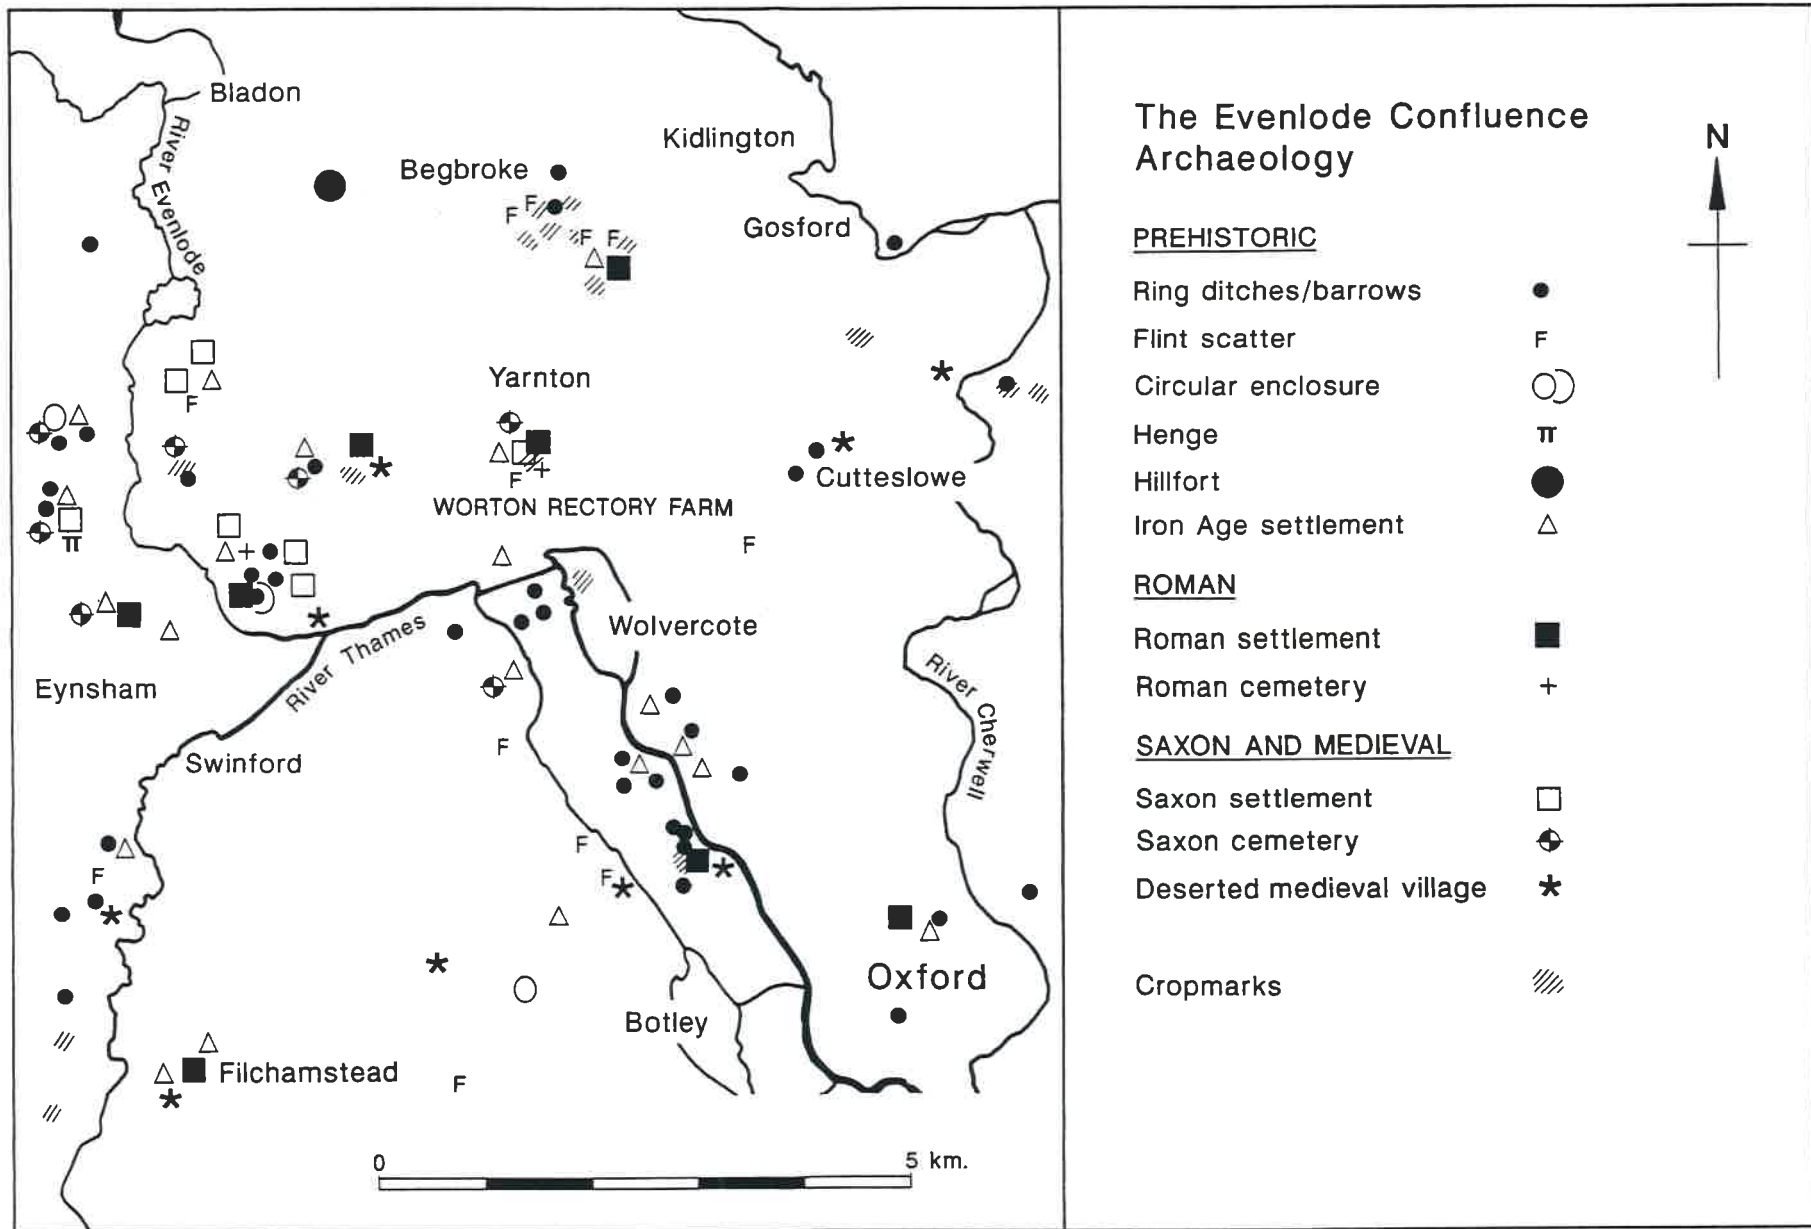 The Evenlode Confluence
Archaeology
N
PREHISTORIC
Ring ditches/barrows
Flint scatter F
Circular enclosure
Henge π
Hillfort
Iron Age settlement
ROMAN
Roman settlement
Roman cemetery +
SAXON AND MEDIEVAL
Saxon settlement
Saxon cemetery
Deserted medieval village
Cropmarks
Bladon
River Evenlode
Kidlington
Begbroke
F
F
Gosford
F
F
Yarnton
F
F
Cutteslowe
WORTON RECTORY FARM
F
π
Wolvercote
River Thames
Eynsham
River Cherwell
Swinford
F
F
F
F
Oxford
Botley
Filchamstead
F
0 5 km.